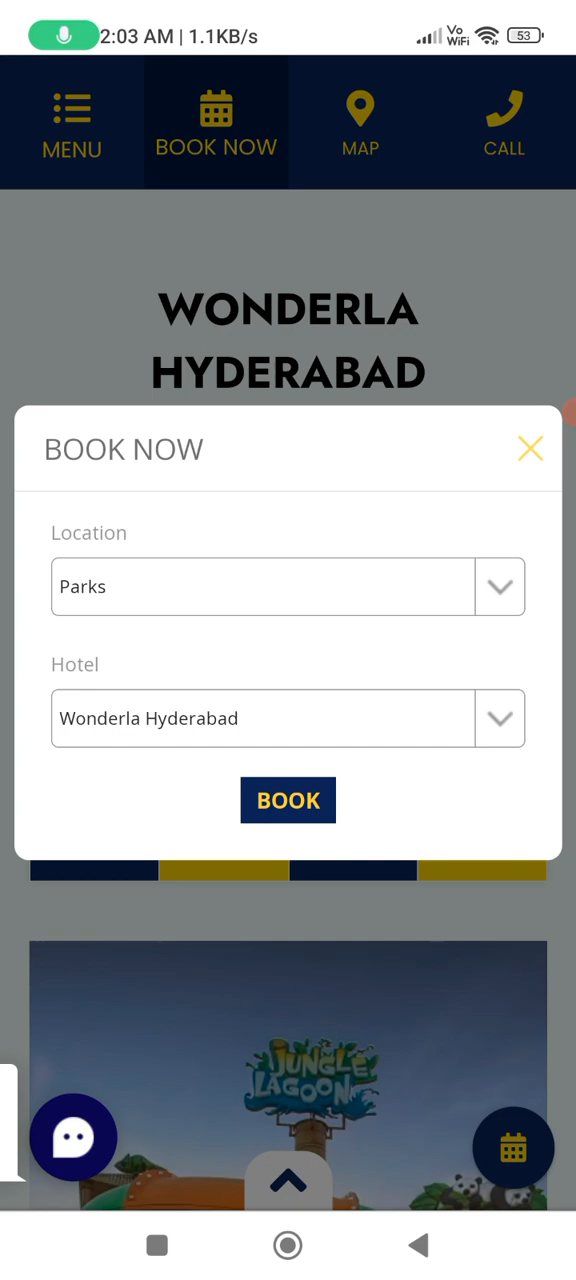 2:03 AM | 1.1KB/s
Vo
WiFi
53
MENU
BOOK NOW
MAP
CALL
WONDERLA
HYDERABAD
BOOK NOW
Location
Parks
Hotel
Wonderla Hyderabad
BOOK
JUNGLE
LAGOON